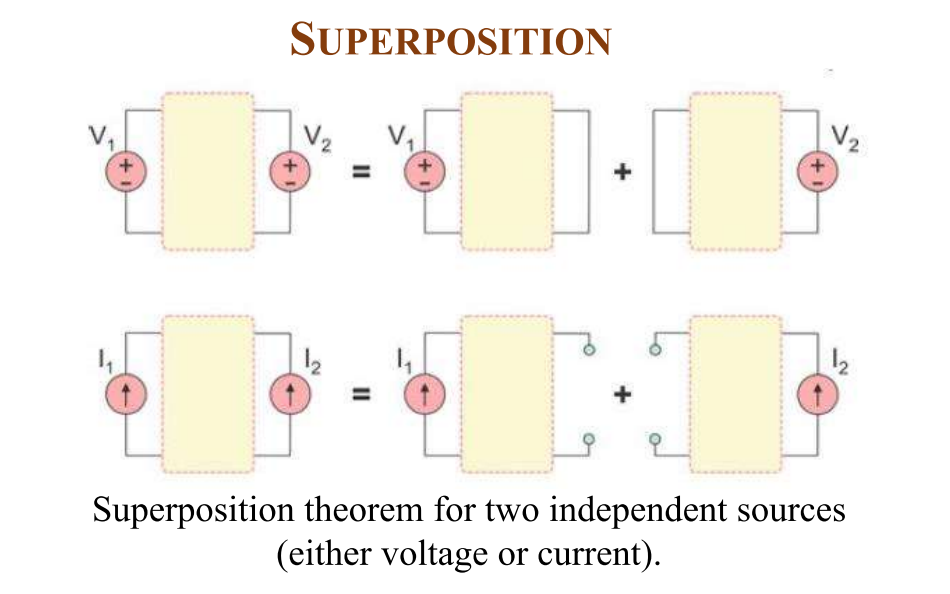 SUPERPOSITION
V₁ V₂ = V₁ + V₂
+ - + - + - + -
I₁ I₂ = I₁ + I₂
Superposition theorem for two independent sources
(either voltage or current).